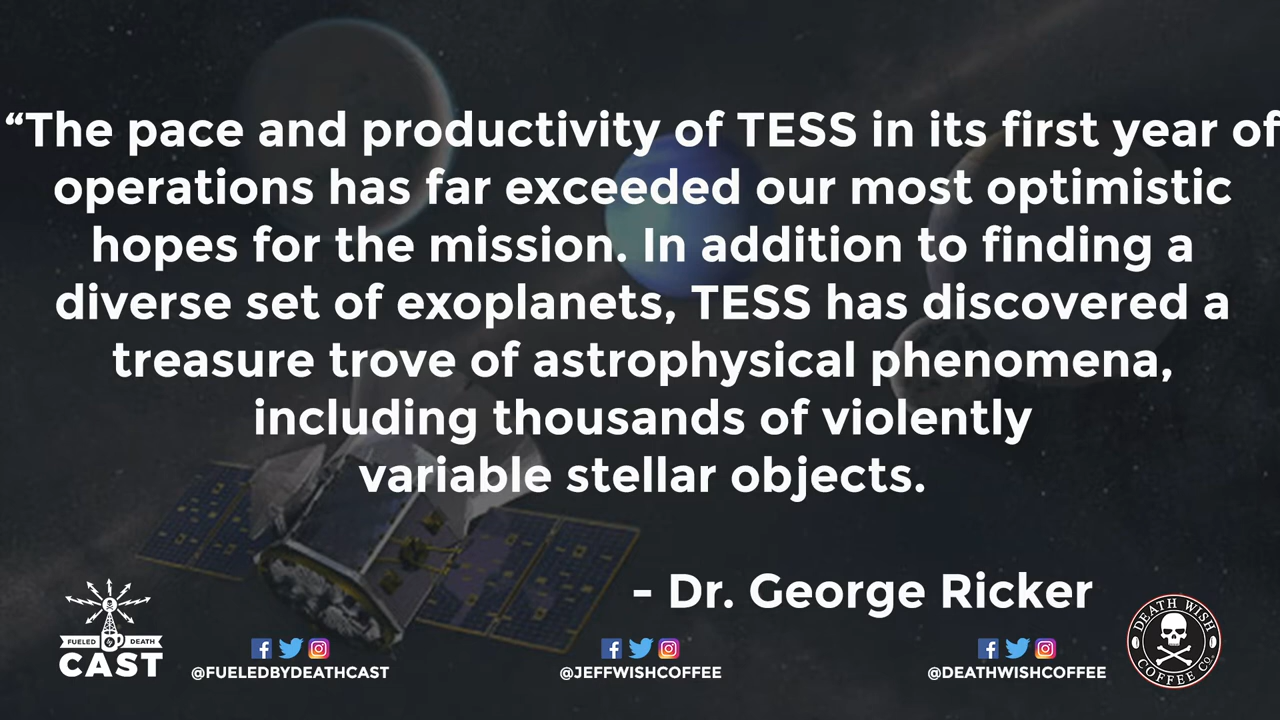 “The pace and productivity of TESS in its first year of
operations has far exceeded our most optimistic
hopes for the mission. In addition to finding a
diverse set of exoplanets, TESS has discovered a
treasure trove of astrophysical phenomena,
including thousands of violently
variable stellar objects.
- Dr. George Ricker
FUELED DEATH
CAST
@FUELEDBYDEATHCAST
@JEFFWISHCOFFEE
@DEATHWISHCOFFEE
DEATH WISH
COFFEE CO.